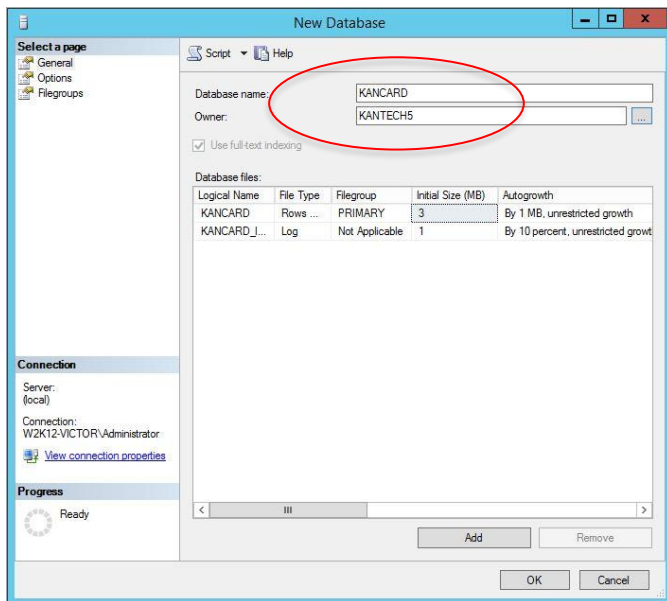 New Database
Select a page
General
Options
Filegroups
Script Help
Database name: KANCARD
Owner: KANTECH5 ...
Use full-text indexing
Database files:
Logical Name File Type Filegroup Initial Size (MB) Autogrowth
KANCARD Rows ... PRIMARY 3 By 1 MB, unrestricted growth
KANCARD_l... Log Not Applicable 1 By 10 percent, unrestricted growt
Connection
Server:
(local)
Connection:
W2K12-VICTOR\Administrator
View connection properties
Progress
Ready
Add Remove
OK Cancel